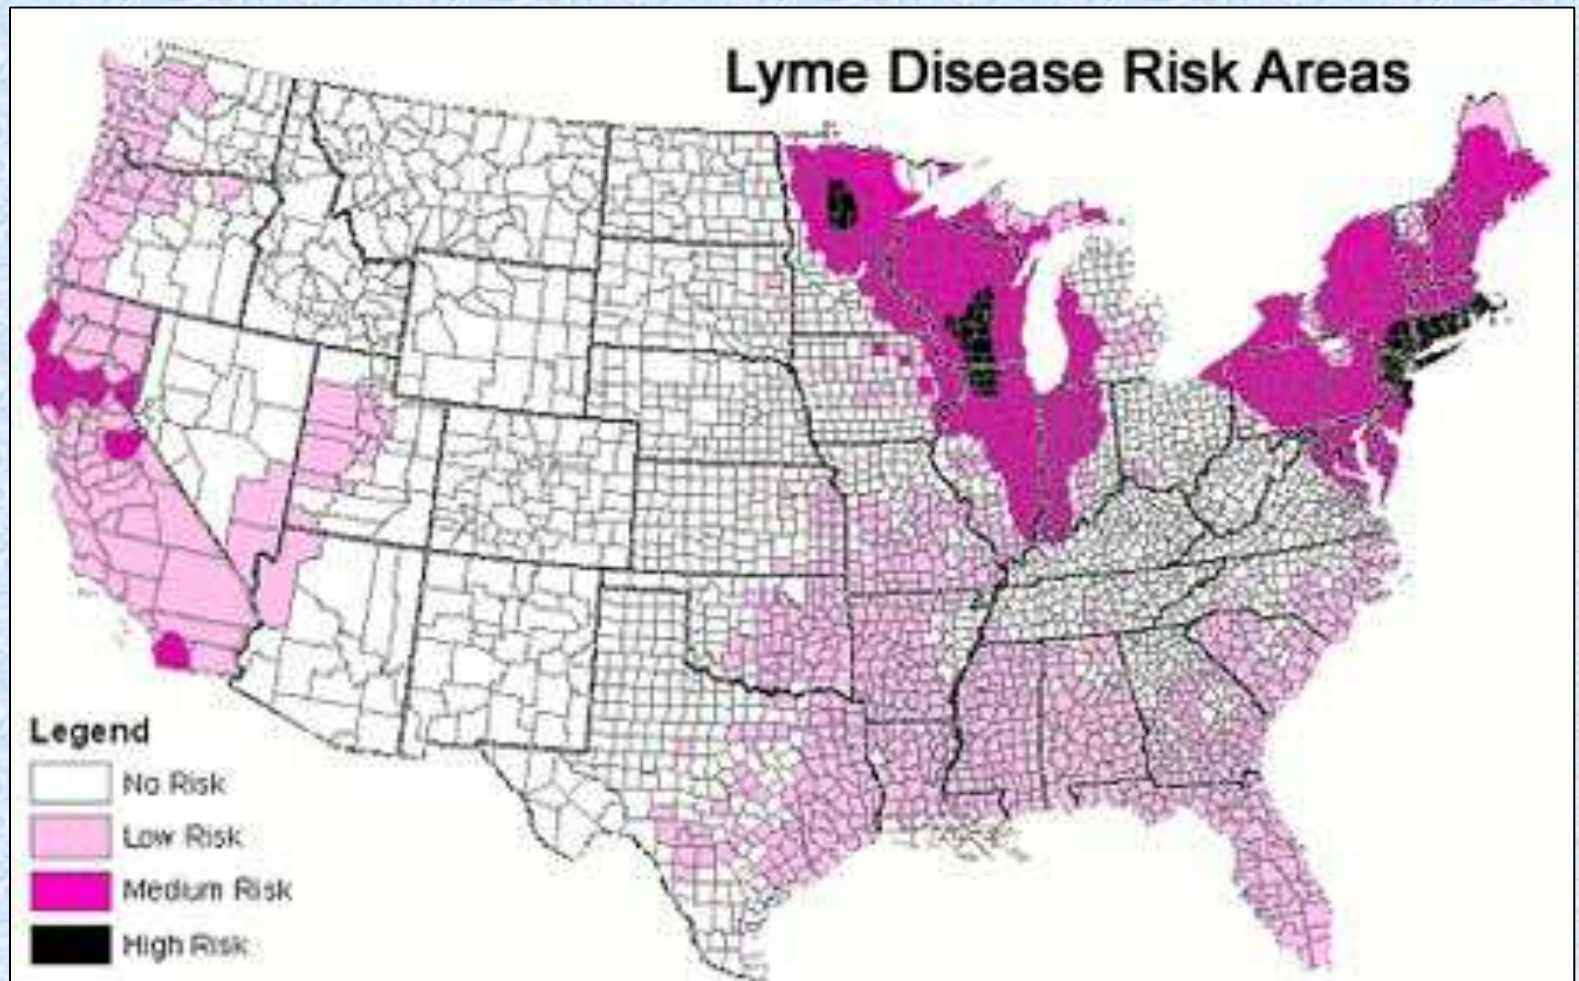 Lyme Disease Risk Areas
Legend
No Risk
Low Risk
Medium Risk
High Risk